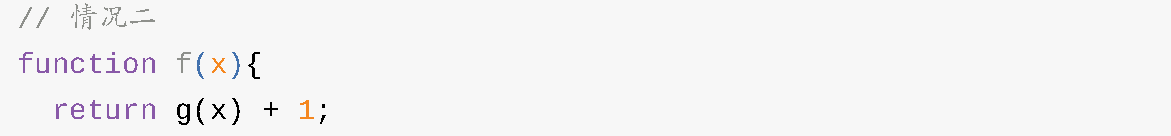 // 情况二
function f(x){
  return g(x) + 1;